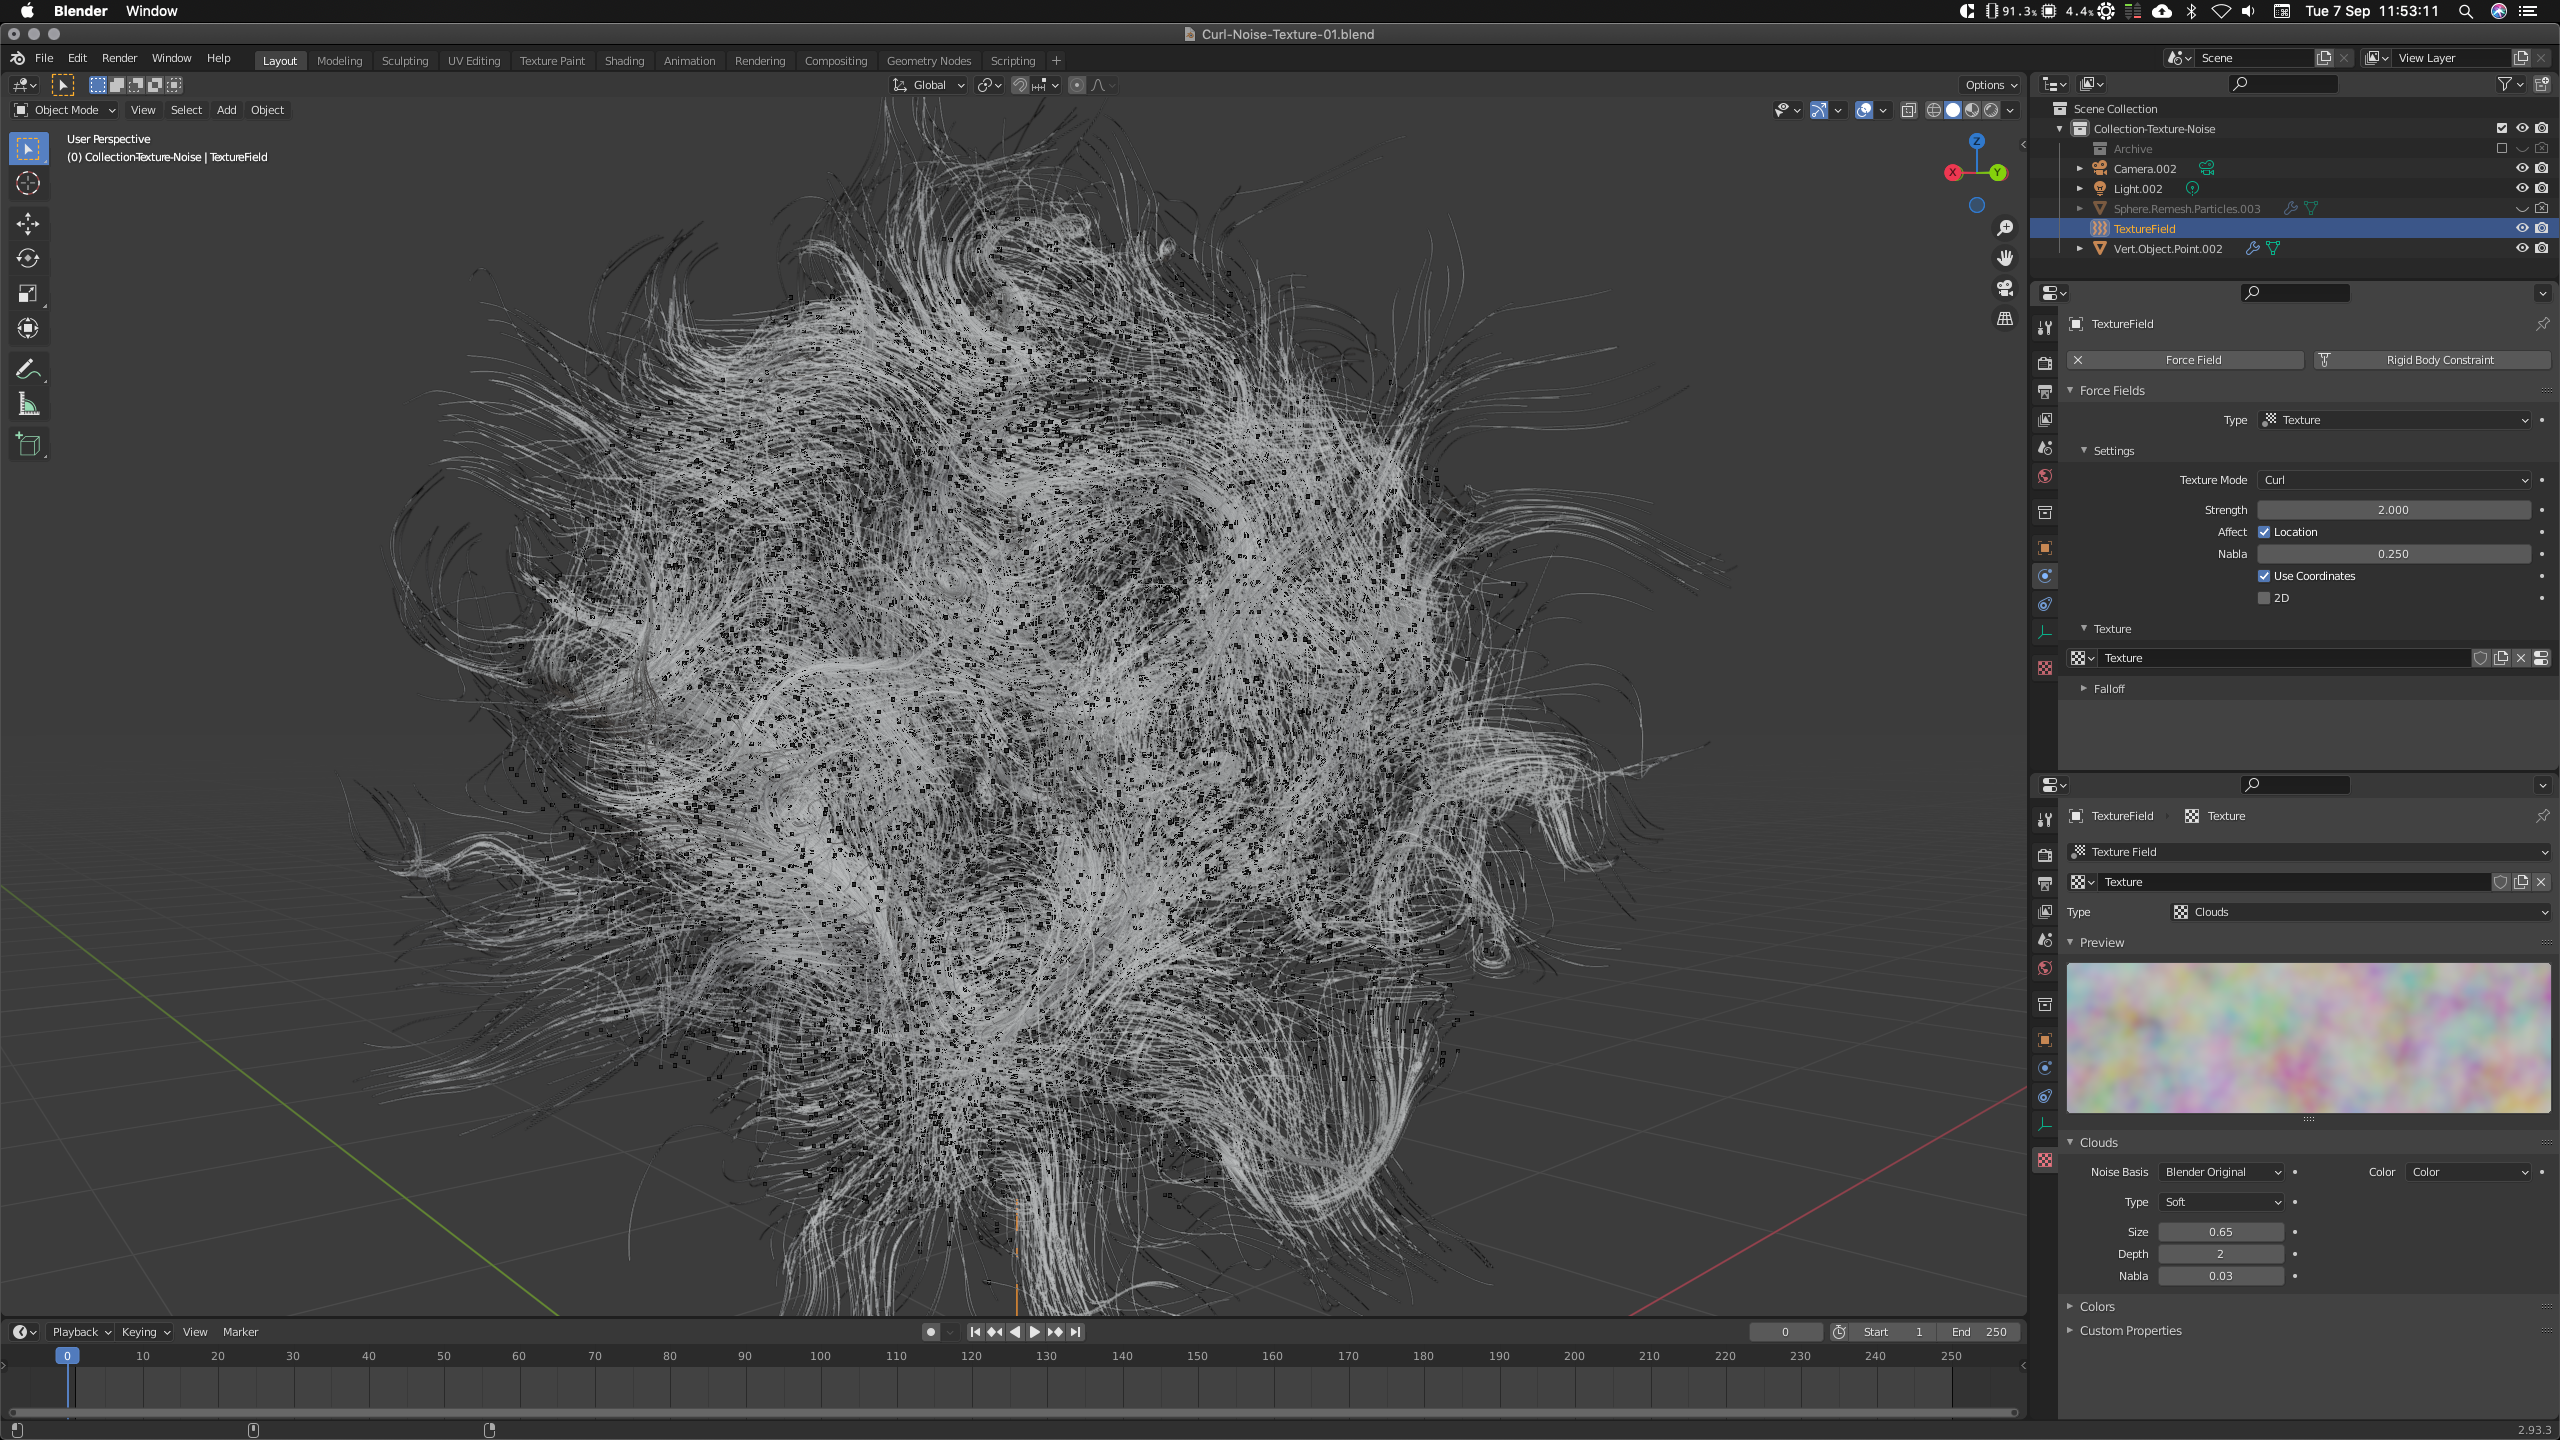 Blender Window
91.3% 4.4% Tue 7 Sep 11:53:11
Curl-Noise-Texture-01.blend
File Edit Render Window Help
Layout Modeling Sculpting UV Editing Texture Paint Shading Animation Rendering Compositing Geometry Nodes Scripting +
Scene View Layer
Global Options
Object Mode View Select Add Object
User Perspective
(0) Collection-Texture-Noise | TextureField
Z
X Y
Scene Collection
Collection-Texture-Noise
Archive
Camera.002
Light.002
Sphere.Remesh.Particles.003
TextureField
Vert.Object.Point.002
TextureField
Force Field Rigid Body Constraint
Force Fields
Type Texture
Settings
Texture Mode Curl
Strength 2.000
Affect Location
Nabla 0.250
Use Coordinates
2D
Texture
Texture
Falloff
TextureField Texture
Texture Field
Texture
Type Clouds
Preview
Clouds
Noise Basis Blender Original Color Color
Type Soft
Size 0.65
Depth 2
Nabla 0.03
Colors
Custom Properties
Playback Keying View Marker 0 Start 1 End 250
0 10 20 30 40 50 60 70 80 90 100 110 120 130 140 150 160 170 180 190 200 210 220 230 240 250
2.93.3